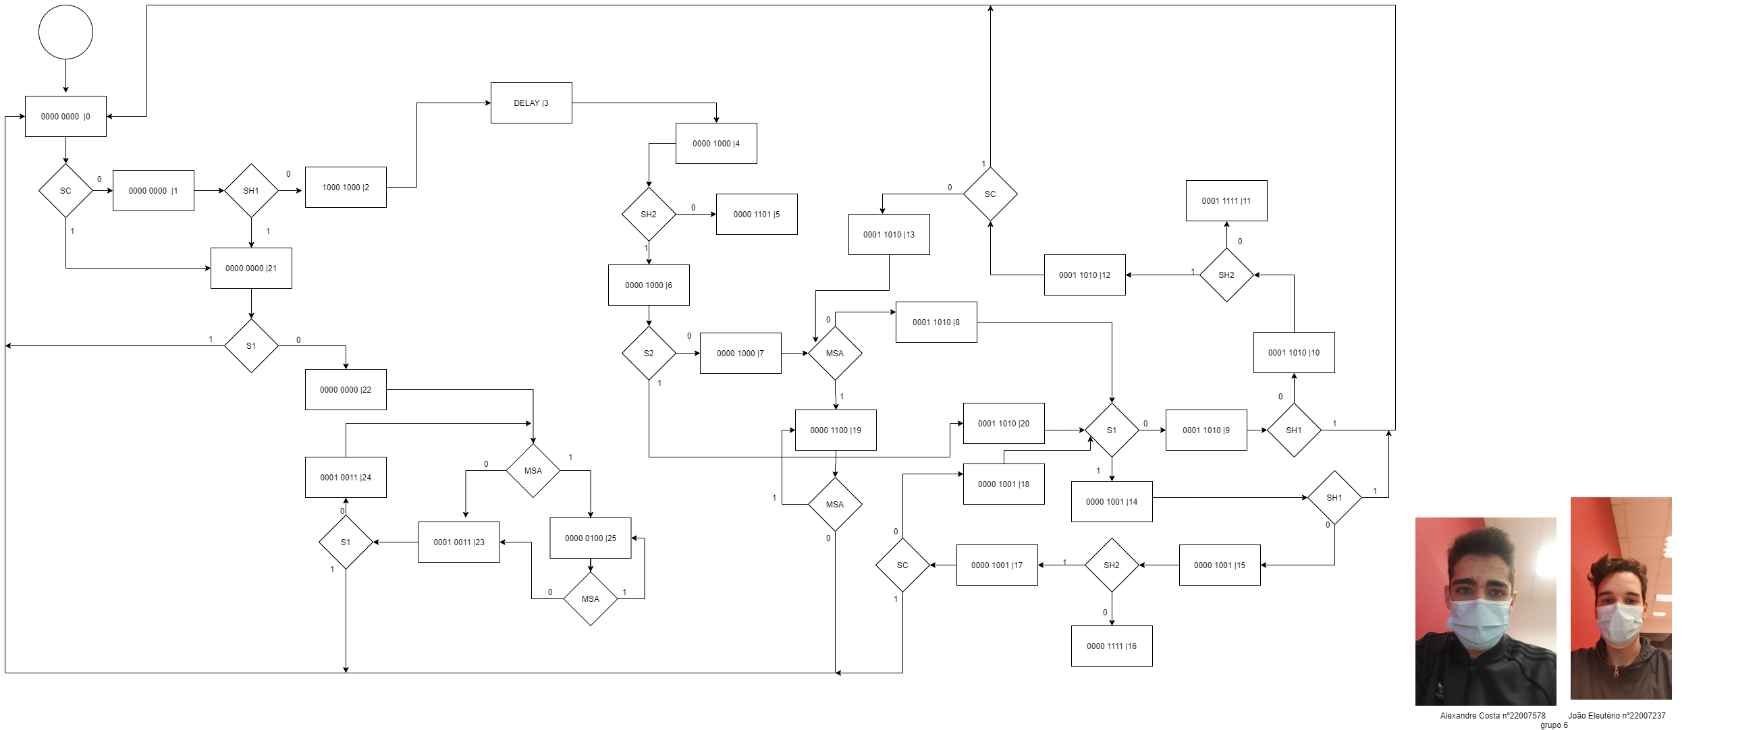 DELAY |3
0000 0000 |0
0000 1000 |4
SC
0
0000 0000 |1
SH1
0
1000 1000 |2
1
1
0000 0000 |21
S1
1
0
0000 0000 |22
MSA
0
1
0001 0011 |24
0
S1
1
0001 0011 |23
0000 0100 |25
MSA
0
1
SH2
0
0000 1101 |5
1
0000 1000 |6
S2
0
1
0000 1000 |7
MSA
0
1
0001 1010 |8
0000 1100 |19
MSA
1
0
SC
1
0
0001 1010 |13
0001 1010 |12
SH2
1
0
0001 1111 |11
0001 1010 |10
0001 1010 |20
S1
0
1
0001 1010 |9
SH1
0
1
0000 1001 |18
0000 1001 |14
SH1
1
0
0000 1001 |15
SH2
1
0
0000 1111 |16
0000 1001 |17
SC
0
1
Alexandre Costa nº22007578
João Eleutério nº22007237
grupo 6